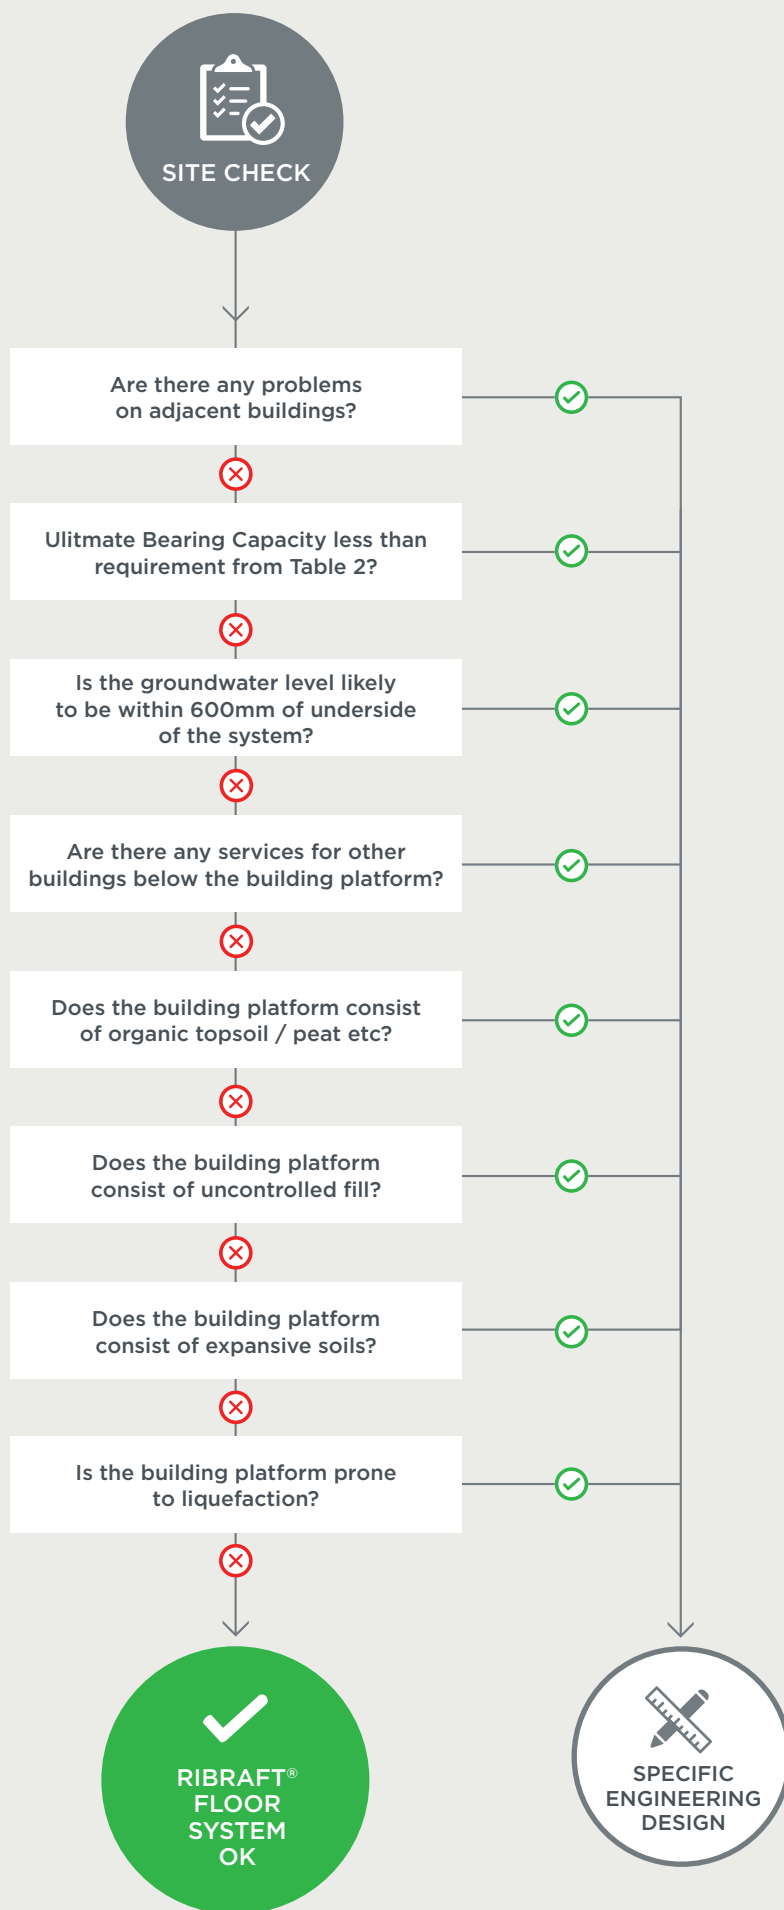 SITE CHECK
Are there any problems
on adjacent buildings?
Ulitmate Bearing Capacity less than
requirement from Table 2?
Is the groundwater level likely
to be within 600mm of underside
of the system?
Are there any services for other
buildings below the building platform?
Does the building platform consist
of organic topsoil / peat etc?
Does the building platform
consist of uncontrolled fill?
Does the building platform
consist of expansive soils?
Is the building platform prone
to liquefaction?
RIBRAFT®
FLOOR
SYSTEM
OK
SPECIFIC
ENGINEERING
DESIGN